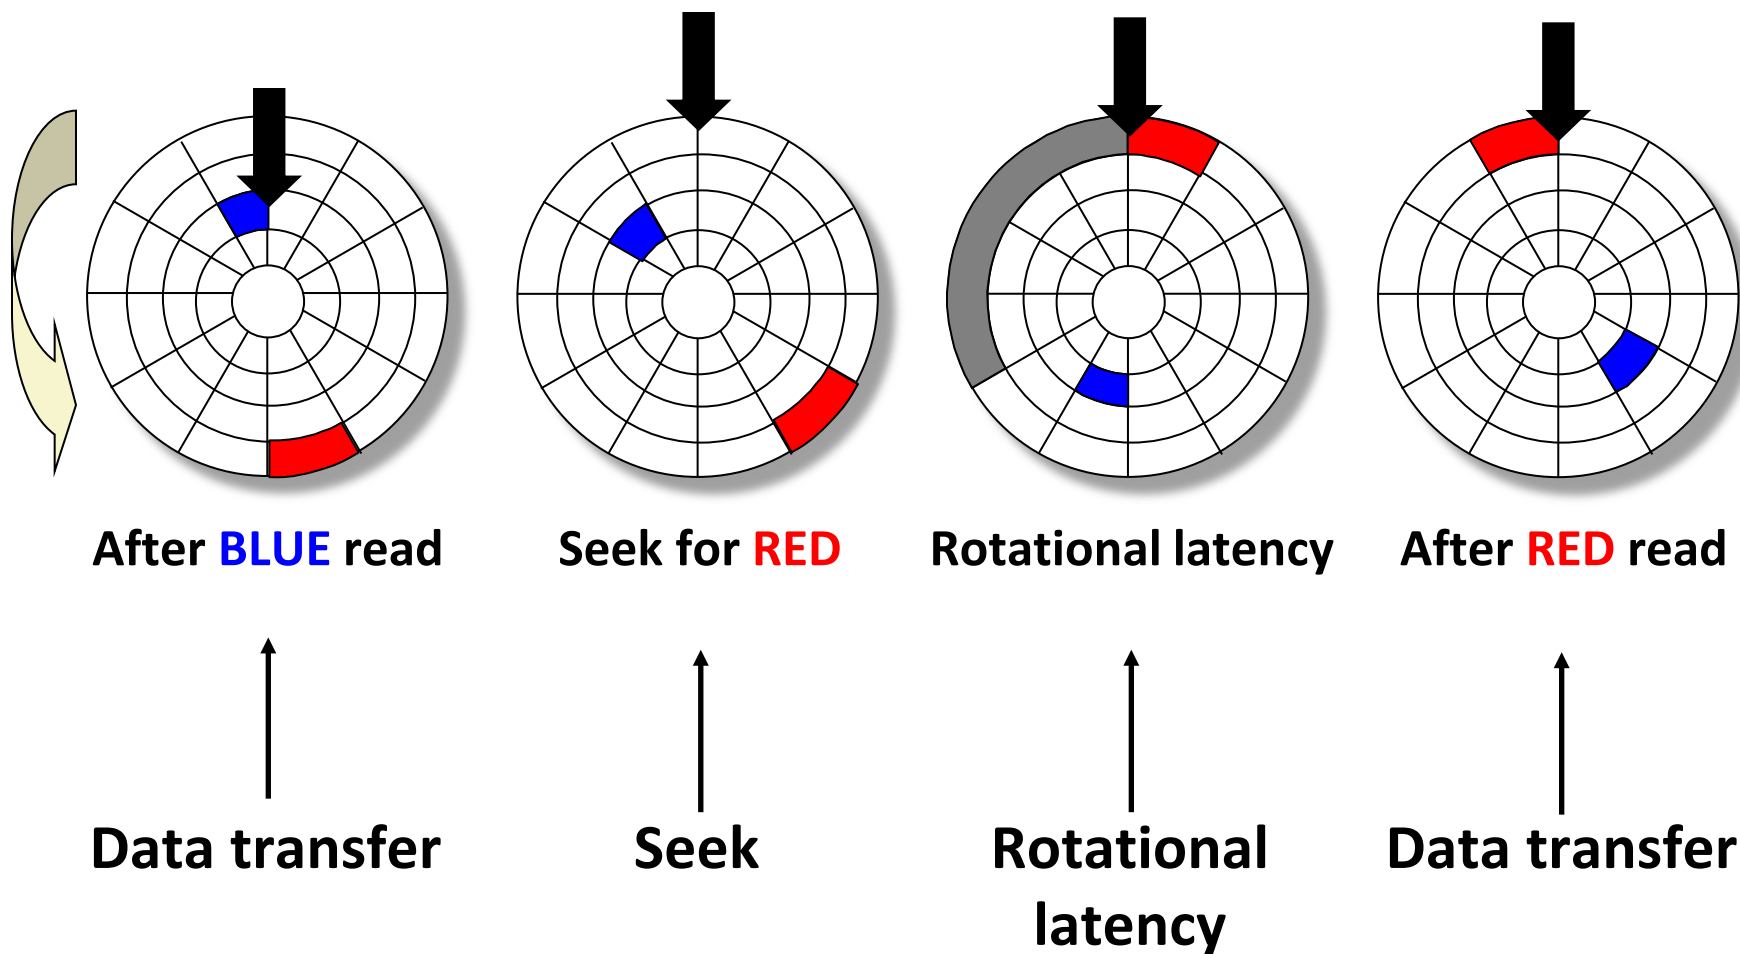 After BLUE read
Seek for RED
Rotational latency
After RED read
Data transfer
Seek
Rotational
latency
Data transfer